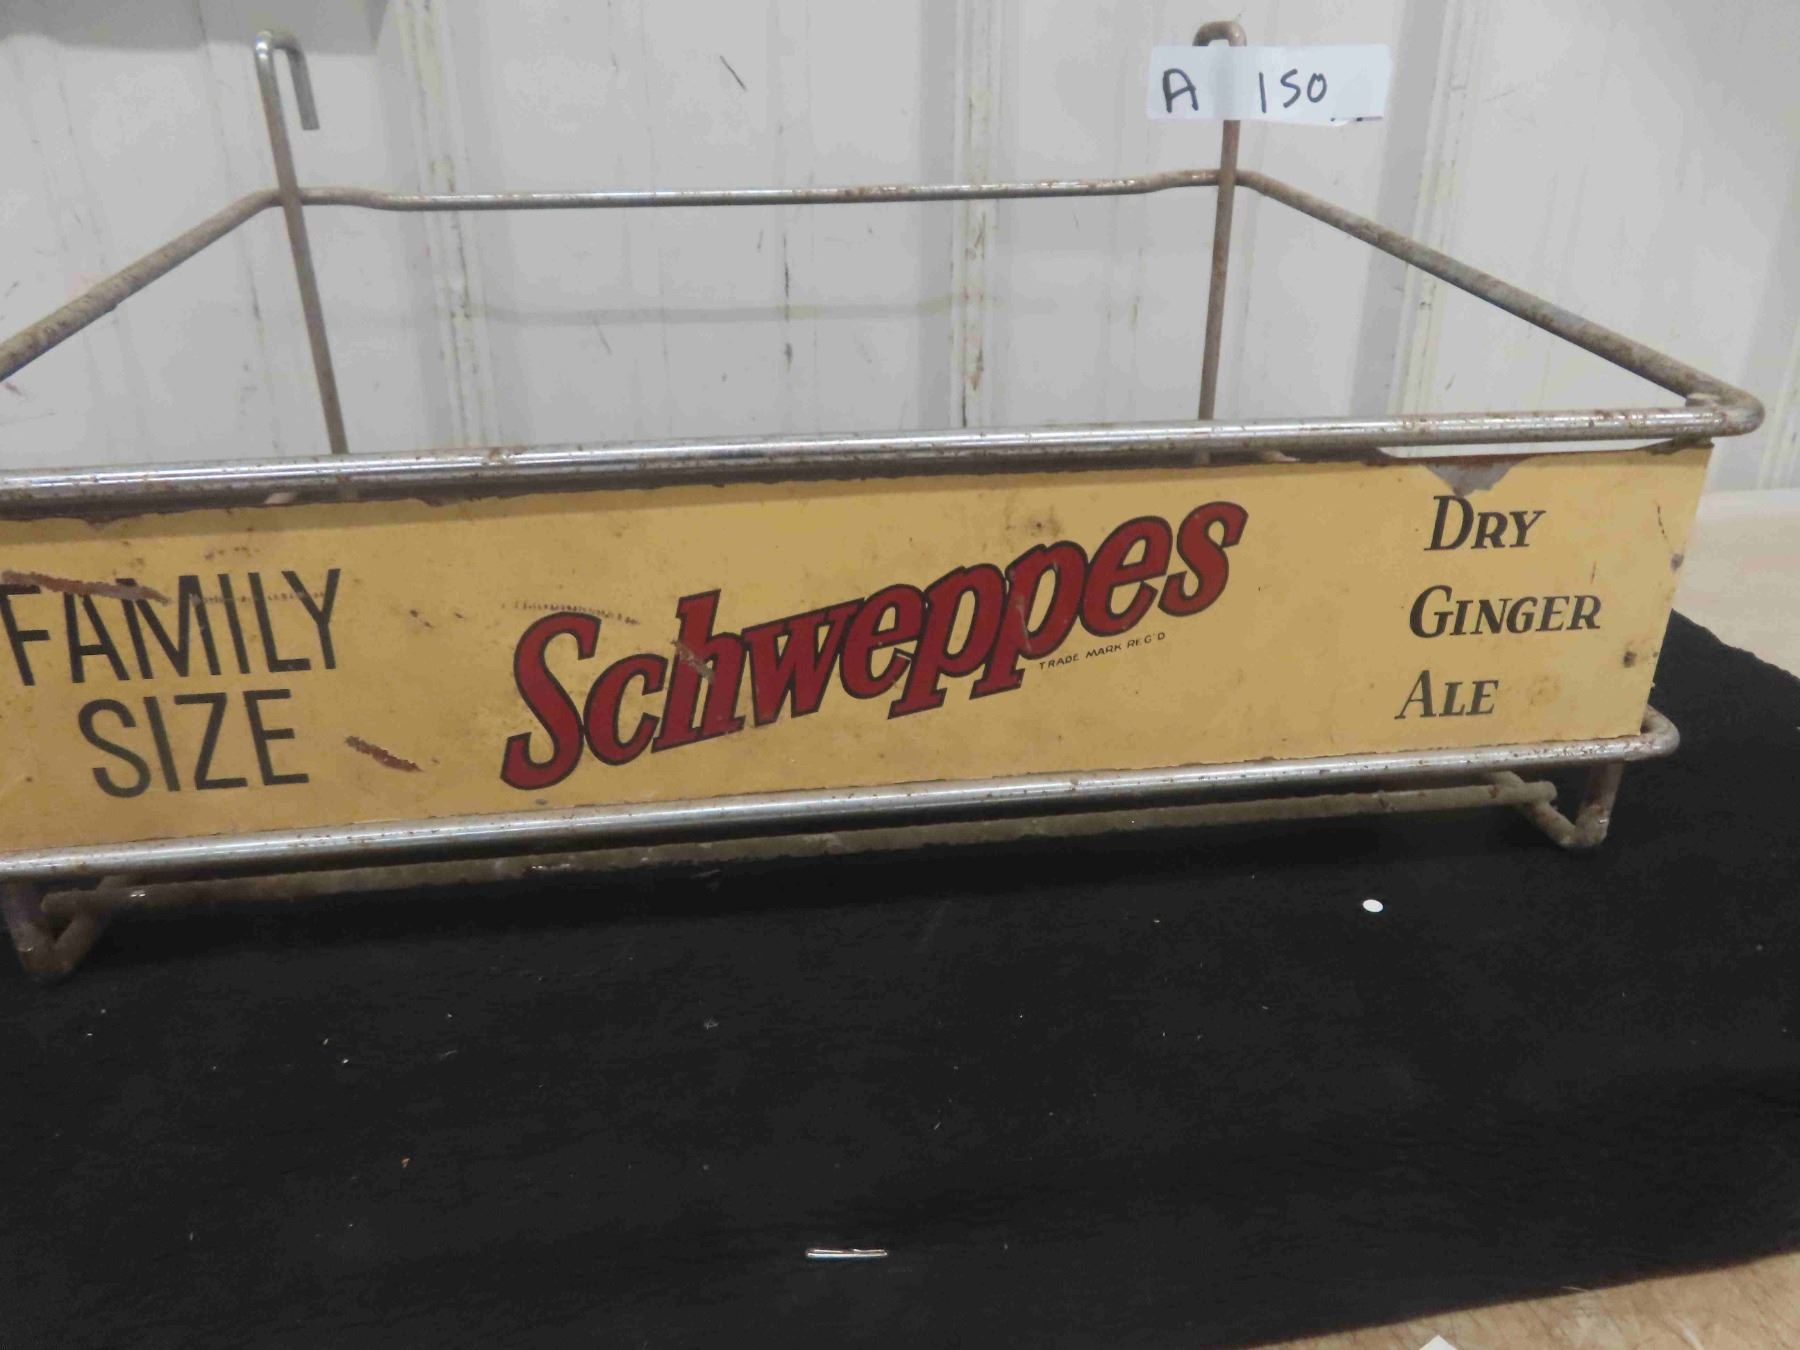 A 150
FAMILY
SIZE
Schweppes
TRADE MARK REG'D
DRY
GINGER
ALE